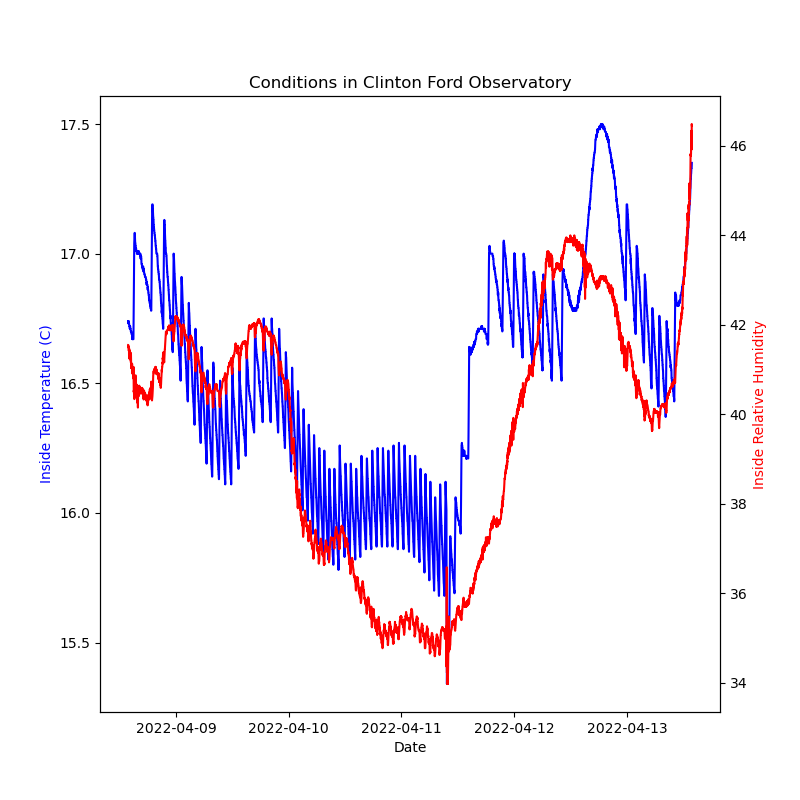 Conditions in Clinton Ford Observatory
17.5
17.0
16.5
16.0
15.5
Inside Temperature (C)
46
44
42
40
38
36
34
Inside Relative Humidity
2022-04-09 2022-04-10 2022-04-11 2022-04-12 2022-04-13
Date